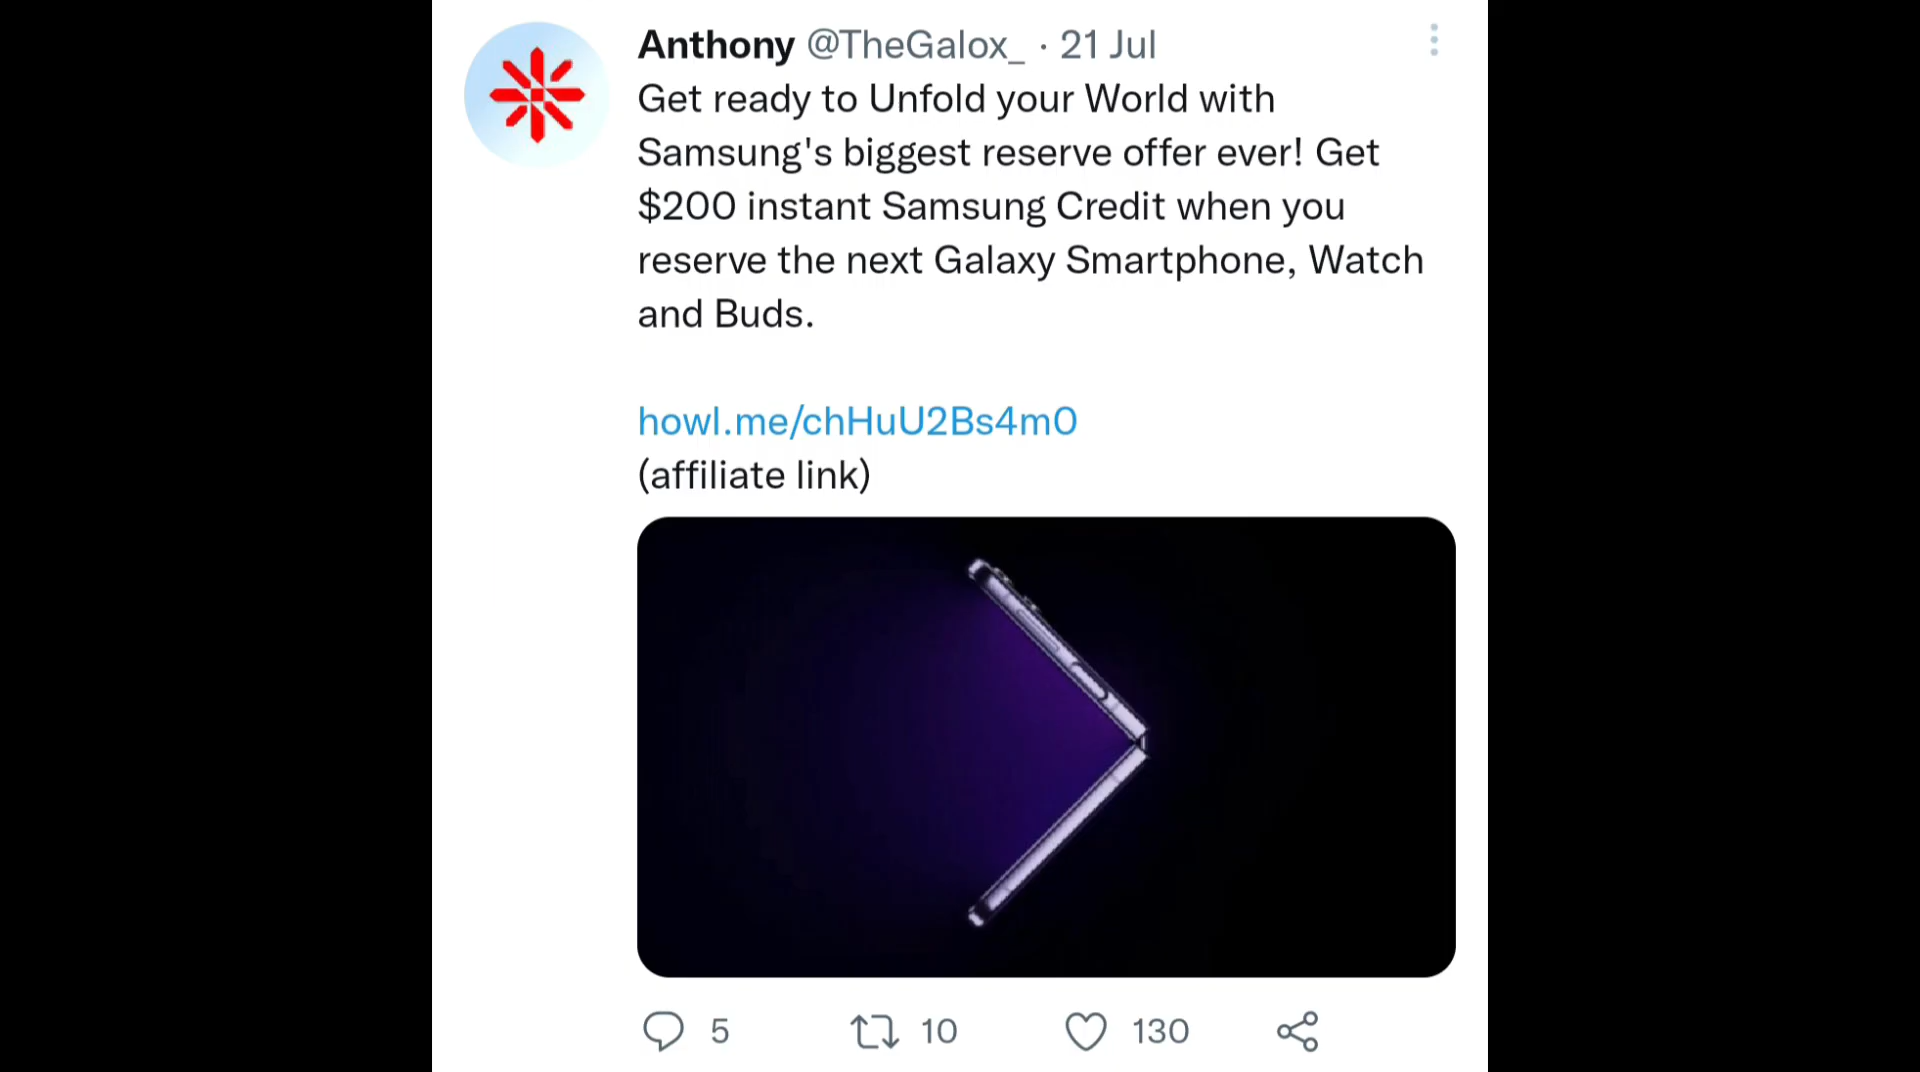 Anthony @TheGalox_ · 21 Jul
Get ready to Unfold your World with
Samsung's biggest reserve offer ever! Get
$200 instant Samsung Credit when you
reserve the next Galaxy Smartphone, Watch
and Buds.
howl.me/chHuU2Bs4m0
(affiliate link)
5 10 130